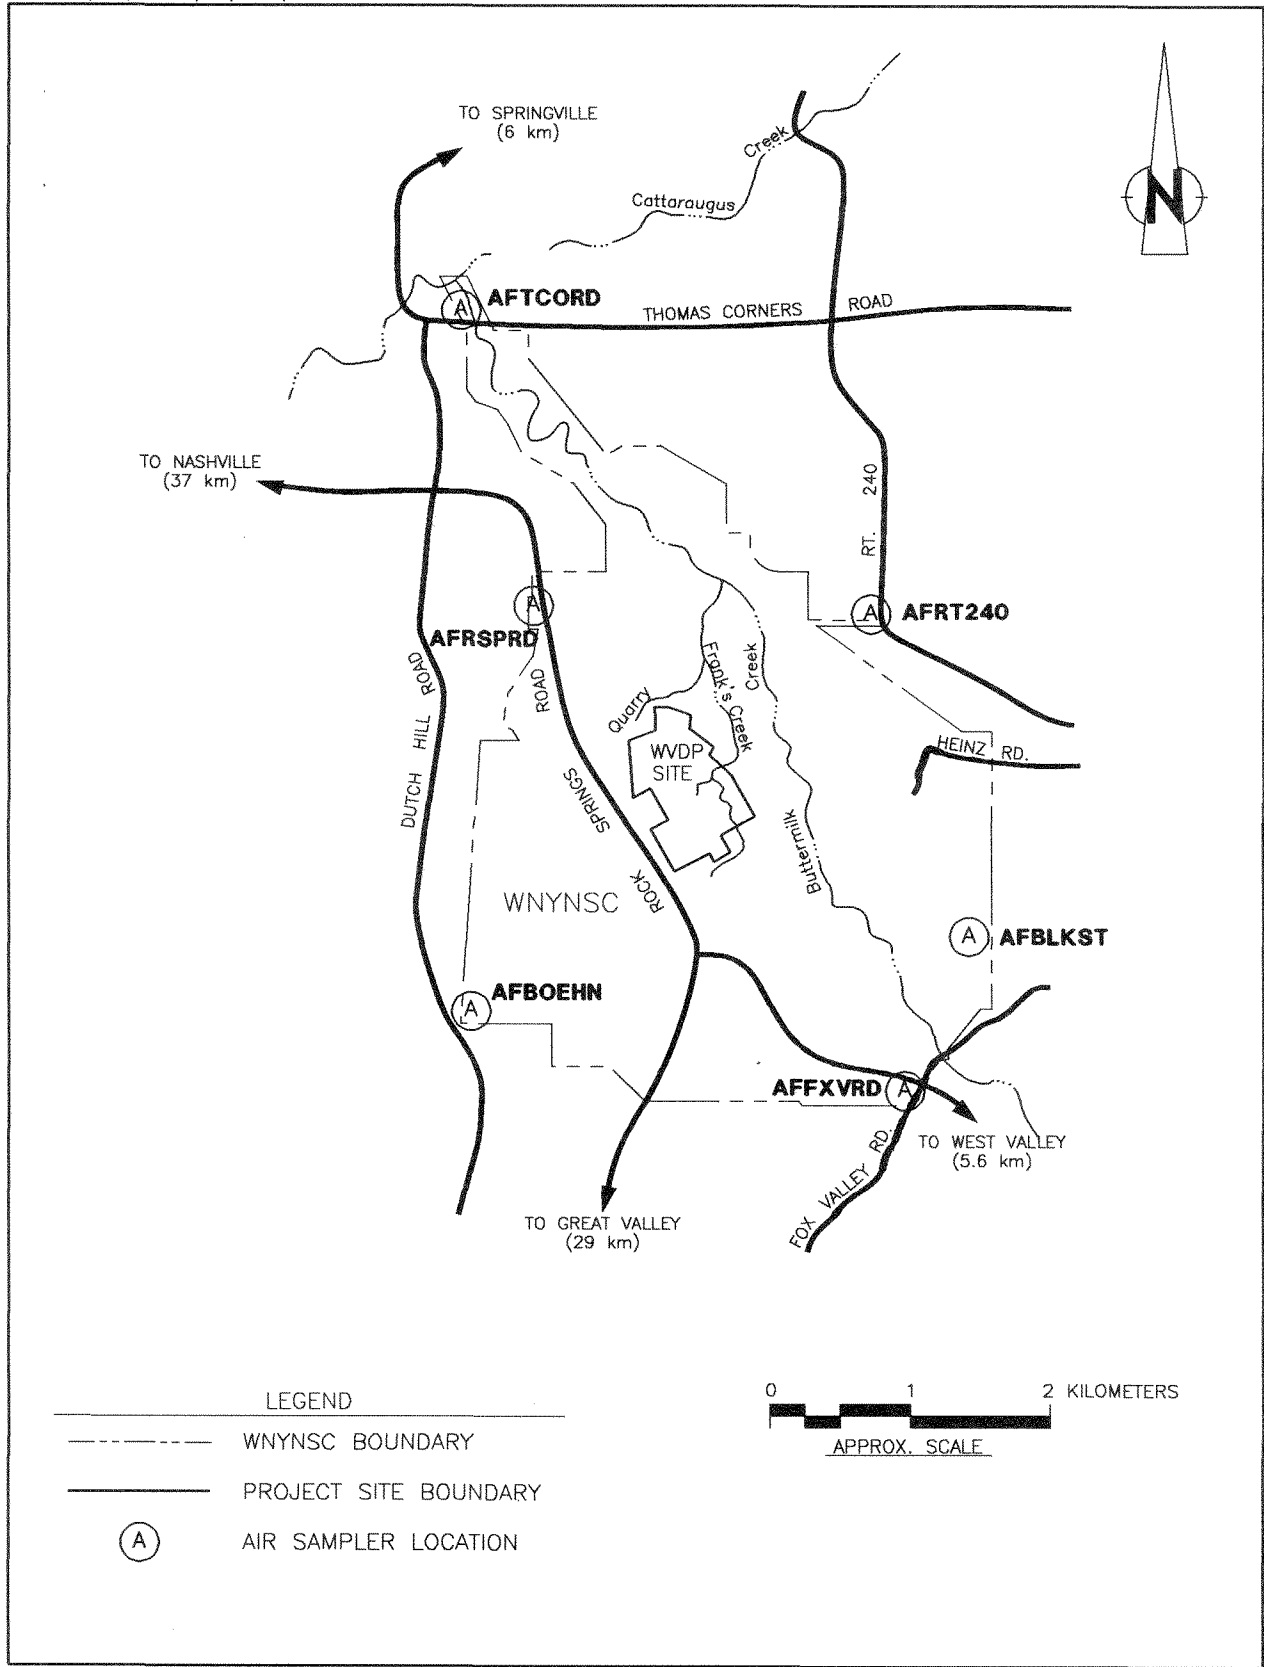 TO SPRINGVILLE
(6 km)
Creek
Cattaraugus
N
A
AFTCORD
THOMAS CORNERS ROAD
TO NASHVILLE
(37 km)
RT. 240
A
AFRSPRD
A
AFRT240
DUTCH HILL ROAD
ROCK SPRINGS ROAD
Quarry
Frank's Creek
Buttermilk Creek
WVDP
SITE
HEINZ RD.
WNYNSC
A
AFBLKST
A
AFBOEHN
AFFXVRD
A
TO WEST VALLEY
(5.6 km)
FOX VALLEY RD.
TO GREAT VALLEY
(29 km)
LEGEND
WNYNSC BOUNDARY
PROJECT SITE BOUNDARY
A
AIR SAMPLER LOCATION
0 1 2 KILOMETERS
APPROX. SCALE